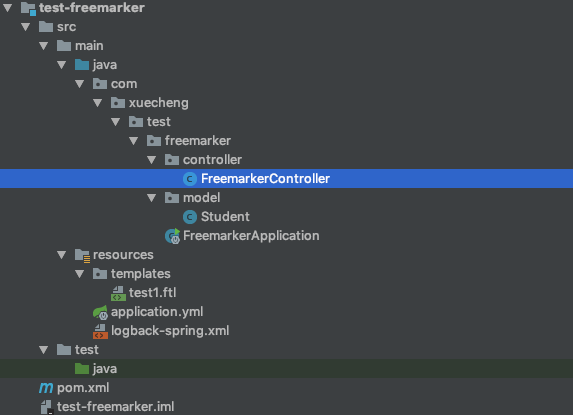 test-freemarker
src
main
java
com
xuecheng
test
freemarker
controller
FreemarkerController
model
Student
FreemarkerApplication
resources
templates
test1.ftl
application.yml
logback-spring.xml
test
java
pom.xml
test-freemarker.iml